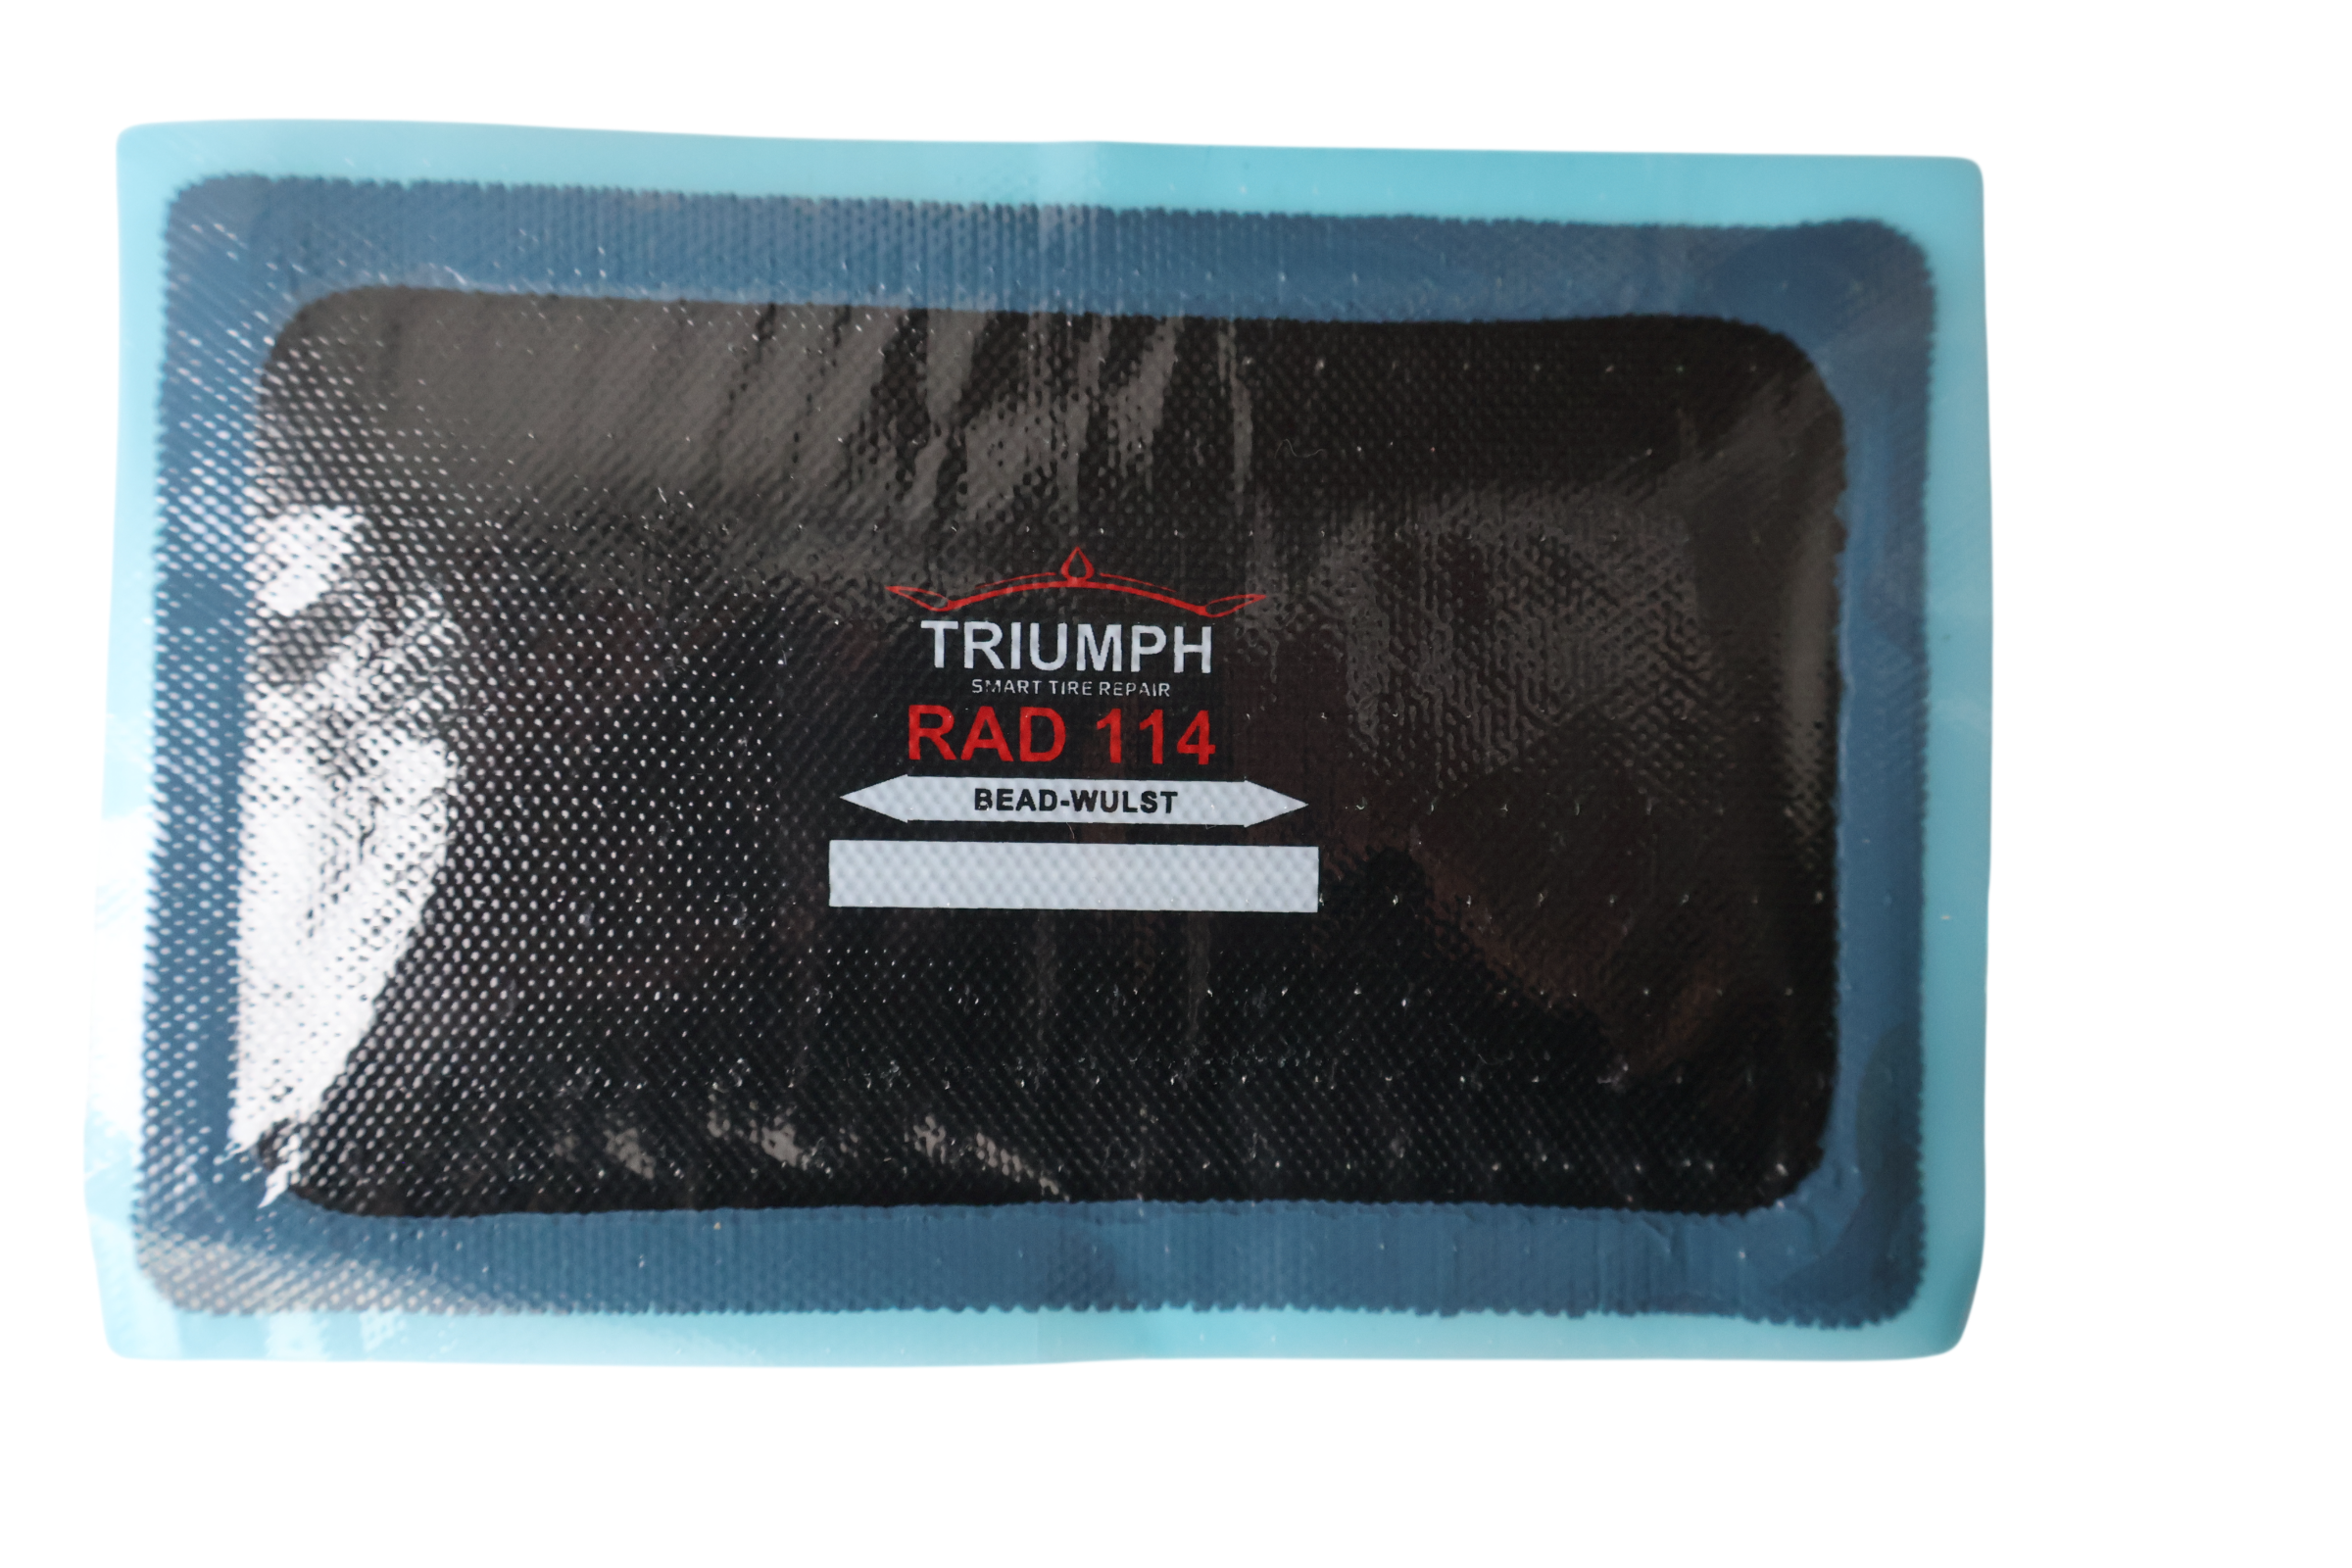 TRIUMPH
SMART TIRE REPAIR
RAD 114
BEAD-WULST